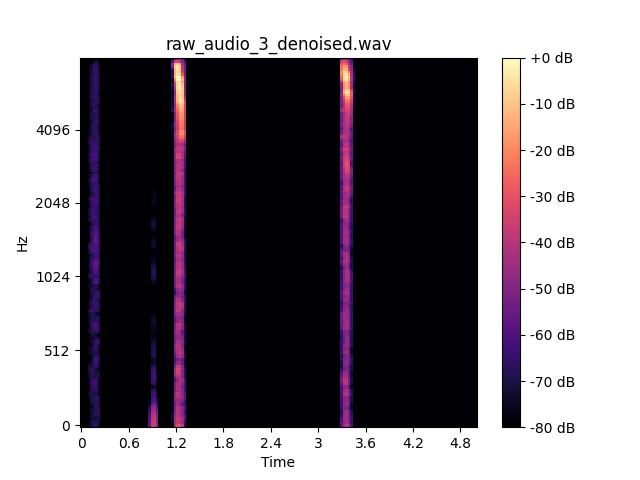 raw_audio_3_denoised.wav
+0 dB
-10 dB
-20 dB
-30 dB
-40 dB
-50 dB
-60 dB
-70 dB
-80 dB
4096
2048
1024
512
0
Hz
0 0.6 1.2 1.8 2.4 3 3.6 4.2 4.8
Time